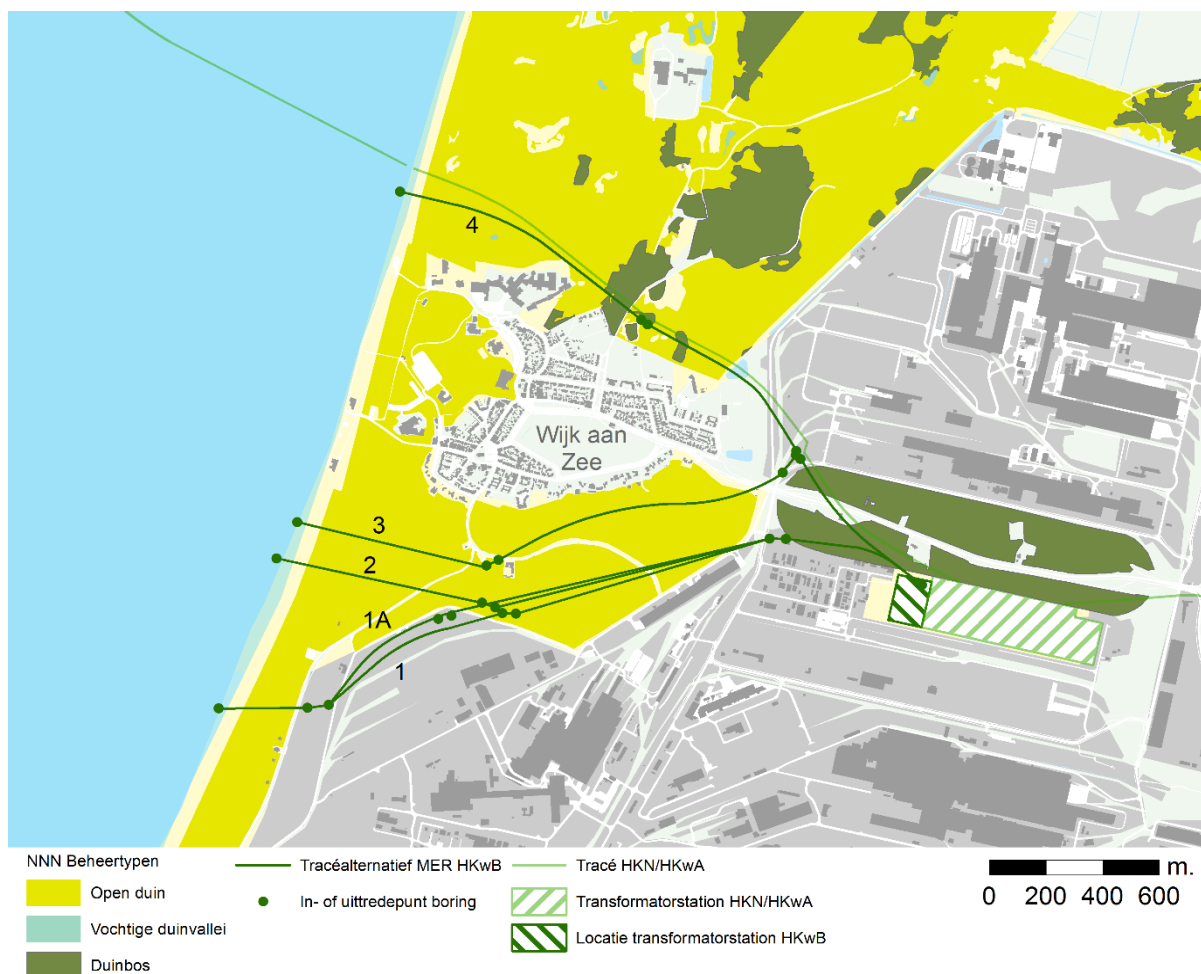 4
Wijk aan
Zee
3
2
1A
1
NNN Beheertypen
Open duin
Vochtige duinvallei
Duinbos
Tracéalternatief MER HKwB
In- of uittredepunt boring
Tracé HKN/HKwA
Transformatorstation HKN/HKwA
Locatie transformatorstation HKwB
m.
0 200 400 600